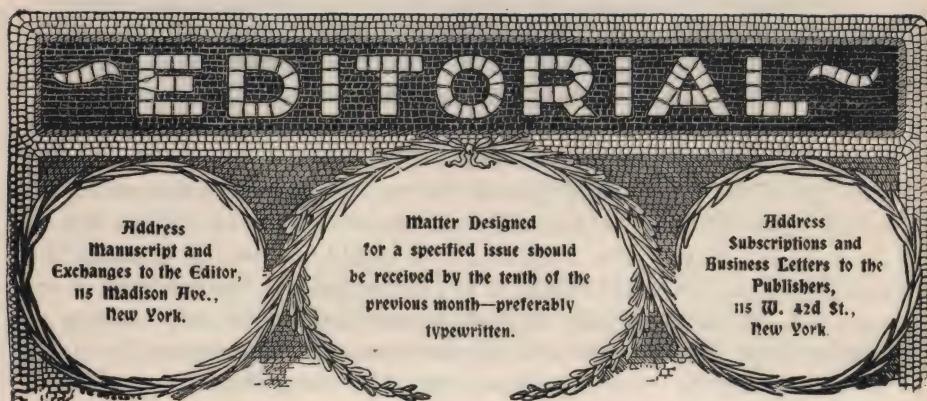 EDITORIAL
Address
Manuscript and
Exchanges to the Editor,
115 Madison Ave.,
New York.
Matter Designed
for a specified issue should
be received by the tenth of the
previous month—preferably
typewritten.
Address
Subscriptions and
Business Letters to the
Publishers,
115 W. 42d St.,
New York